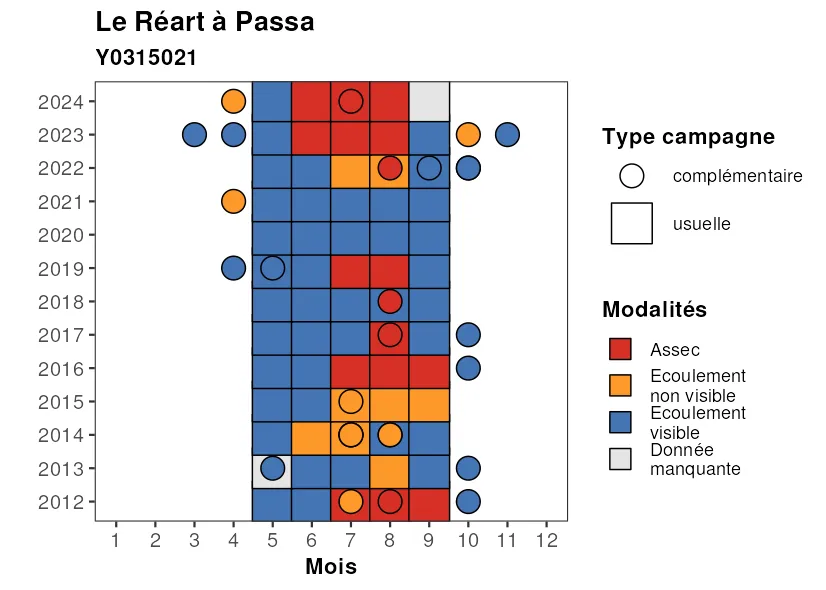 Le Réart à Passa
Y0315021
2024
2023
2022
2021
2020
2019
2018
2017
2016
2015
2014
2013
2012
1 2 3 4 5 6 7 8 9 10 11 12
Mois
Type campagne
complémentaire
usuelle
Modalités
Assec
Ecoulement
non visible
Ecoulement
visible
Donnée
manquante